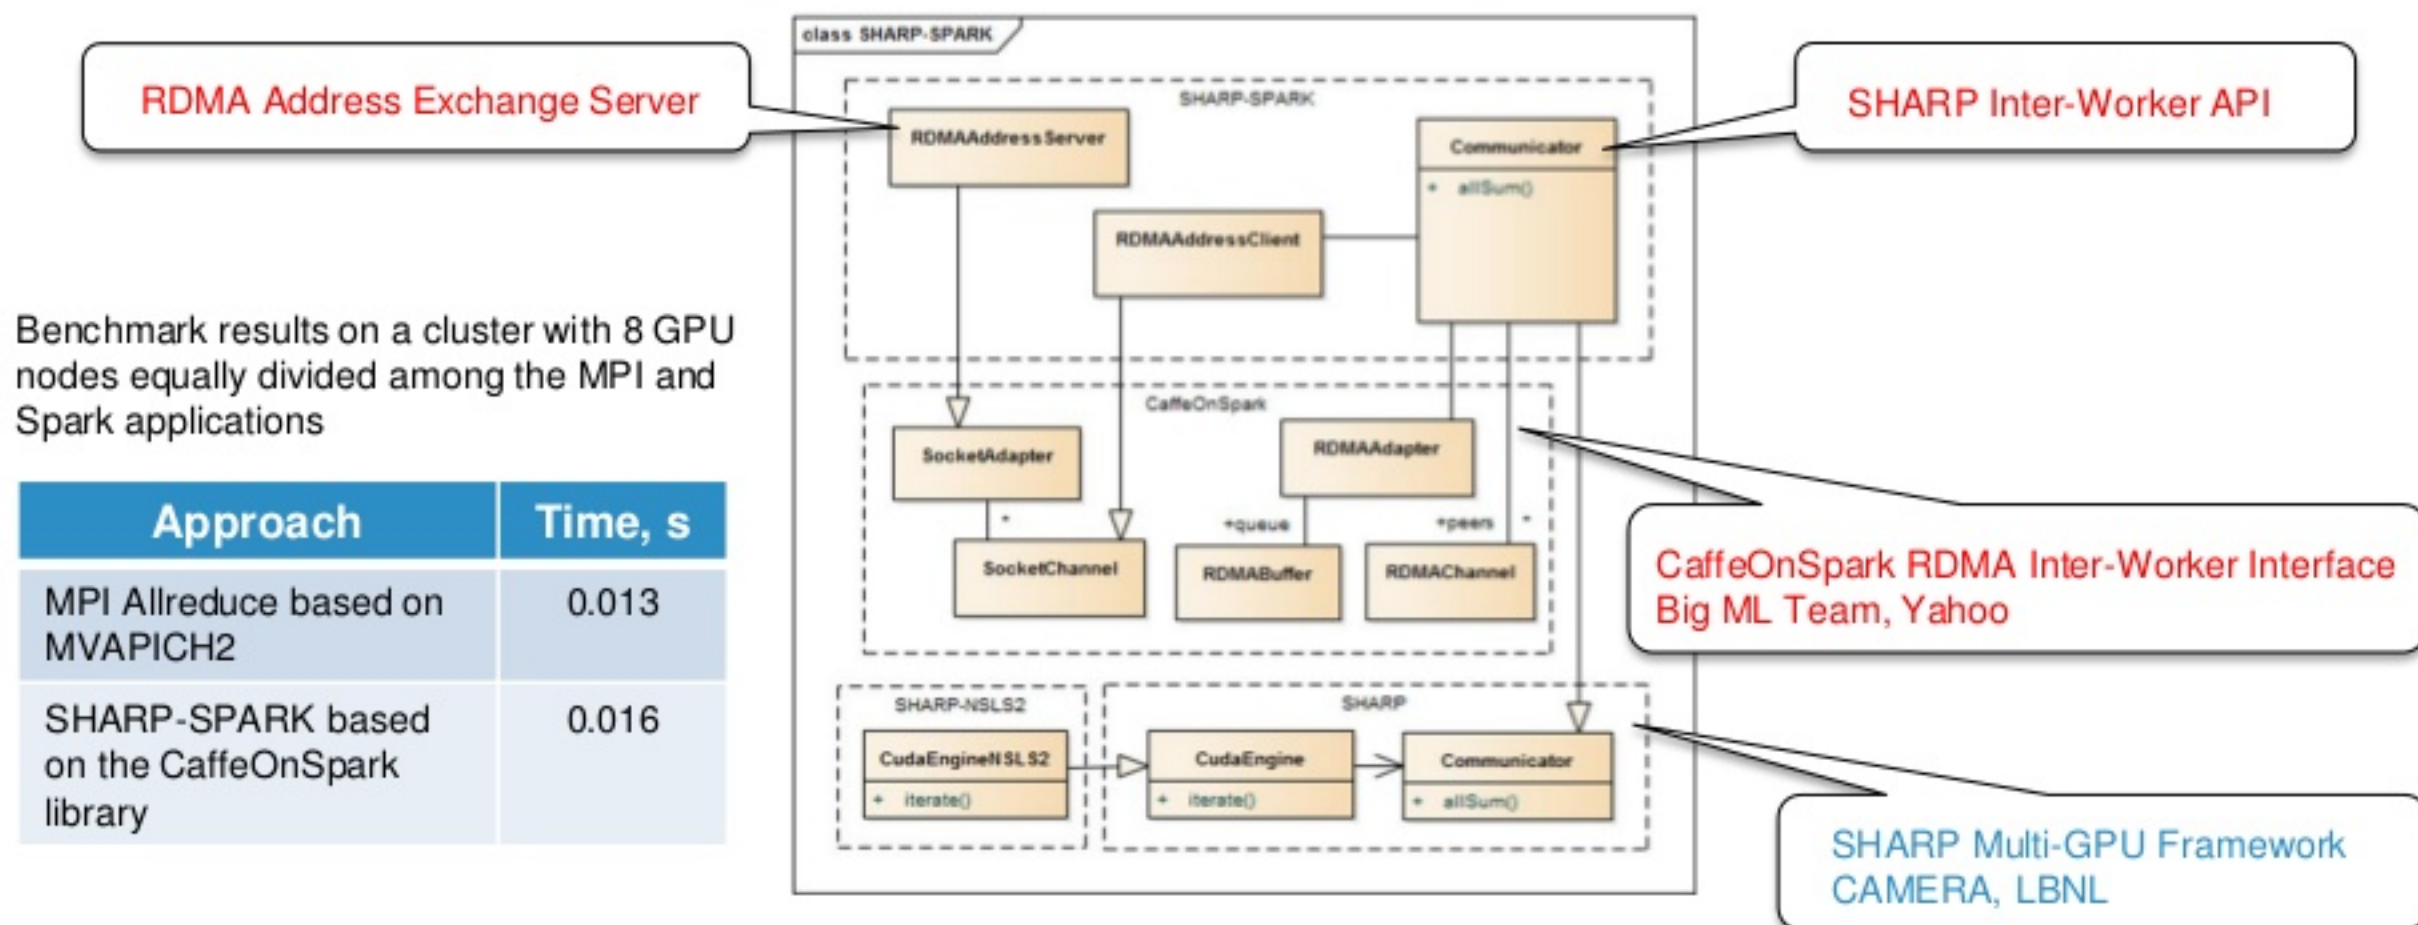 class SHARP-SPARK
RDMA Address Exchange Server
SHARP-SPARK
RDMAAddressServer
Communicator
+ allSum()
SHARP Inter-Worker API
RDMAAddressClient
Benchmark results on a cluster with 8 GPU
nodes equally divided among the MPI and
Spark applications
Approach
Time, s
MPI Allreduce based on
MVAPICH2
0.013
SHARP-SPARK based
on the CaffeOnSpark
library
0.016
CaffeOnSpark
SocketAdapter
RDMAAdapter
*
+queue
+peers
*
SocketChannel
RDMABuffer
RDMAChannel
CaffeOnSpark RDMA Inter-Worker Interface
Big ML Team, Yahoo
SHARP-NSLS2
SHARP
CudaEngineNSLS2
+ iterate()
CudaEngine
+ iterate()
Communicator
+ allSum()
SHARP Multi-GPU Framework
CAMERA, LBNL